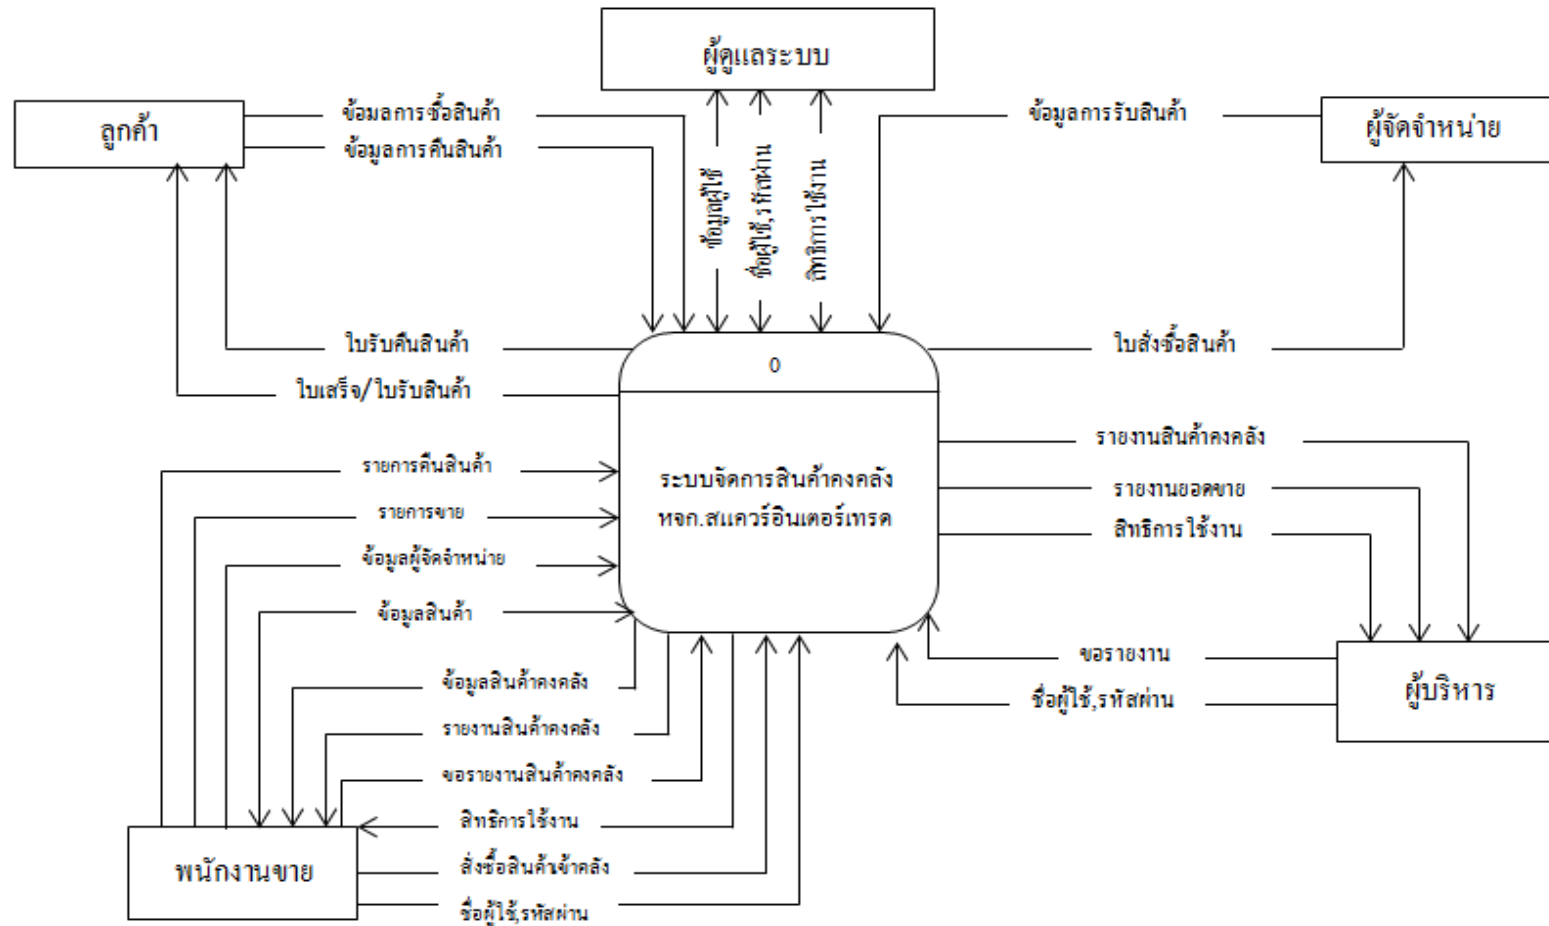 ผู้ดูแลระบบ
ลูกค้า
ข้อมลการซื้อสินค้า
ข้อมูลการคืนสินค้า
ข้อมูลผู้ใช้
ชื่อผู้ใช้,รหัสผ่าน
สิทธิการใช้งาน
ข้อมูลการรับสินค้า
ผู้จัดจำหน่าย
ใบรับคืนสินค้า
ใบเสร็จ/ใบรับสินค้า
ใบสั่งซื้อสินค้า
0
ระบบจัดการสินค้าคงคลัง
หจก.สแควร์อินเตอร์เทรด
รายงานสินค้าคงคลัง
รายงานยอดขาย
สิทธิการใช้งาน
รายการคืนสินค้า
รายการขาย
ข้อมูลผู้จัดจำหน่าย
ข้อมูลสินค้า
ข้อมูลสินค้าคงคลัง
รายงานสินค้าคงคลัง
ขอรายงานสินค้าคงคลัง
สิทธิการใช้งาน
สั่งซื้อสินค้าเข้าคลัง
ชื่อผู้ใช้,รหัสผ่าน
พนักงานขาย
ขอรายงาน
ชื่อผู้ใช้,รหัสผ่าน
ผู้บริหาร